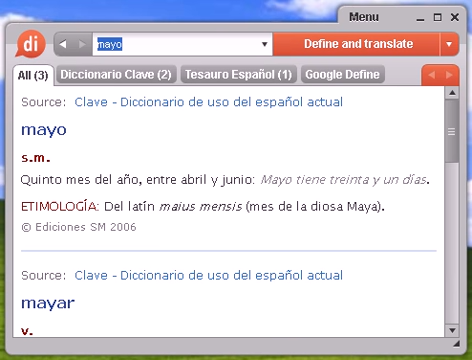 Menu
di
mayo
Define and translate
All (3)
Diccionario Clave (2)
Tesauro Español (1)
Google Define
Source: Clave - Diccionario de uso del español actual
mayo
s.m.
Quinto mes del año, entre abril y junio: Mayo tiene treinta y un días.
ETIMOLOGÍA: Del latín maius mensis (mes de la diosa Maya).
© Ediciones SM 2006
Source: Clave - Diccionario de uso del español actual
mayar
v.